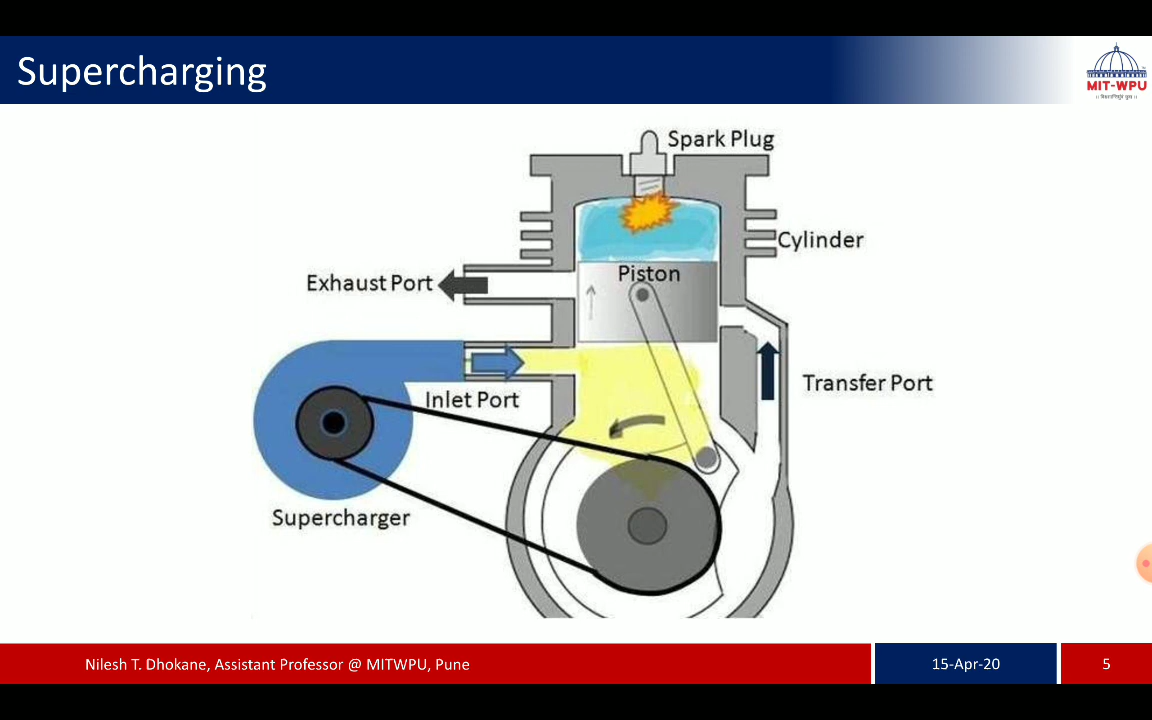 Supercharging
MIT-WPU
Spark Plug
Cylinder
Piston
Exhaust Port
Inlet Port
Transfer Port
Supercharger
Nilesh T. Dhokane, Assistant Professor @ MITWPU, Pune
15-Apr-20
5